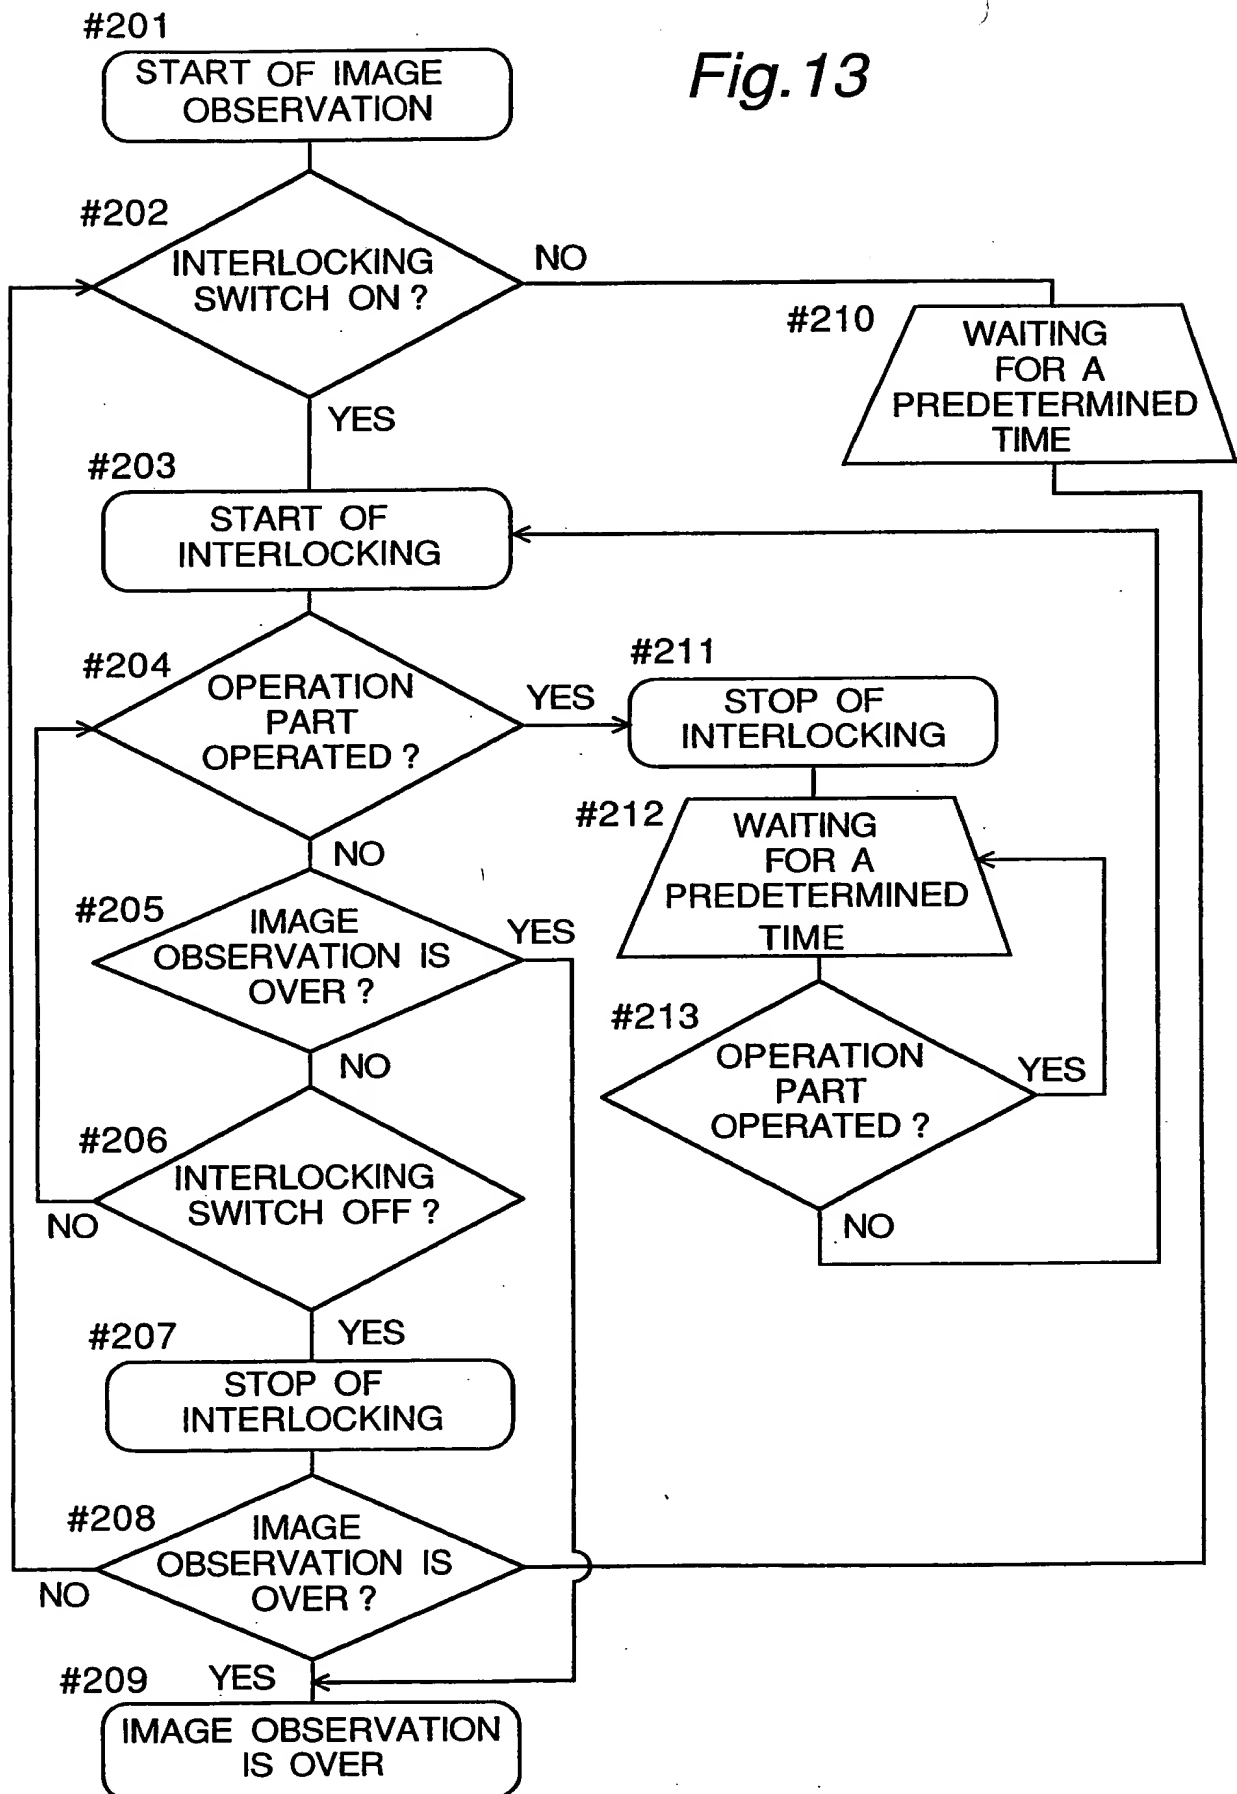 #201
START OF IMAGE
OBSERVATION
Fig.13
#202
INTERLOCKING
SWITCH ON ?
NO
YES
#210
WAITING
FOR A
PREDETERMINED
TIME
#203
START OF
INTERLOCKING
#204
OPERATION
PART
OPERATED ?
YES
NO
#211
STOP OF
INTERLOCKING
#212
WAITING
FOR A
PREDETERMINED
TIME
#205
IMAGE
OBSERVATION IS
OVER ?
YES
NO
#213
OPERATION
PART
OPERATED ?
YES
NO
#206
INTERLOCKING
SWITCH OFF ?
NO
YES
#207
STOP OF
INTERLOCKING
#208
IMAGE
OBSERVATION IS
OVER ?
NO
YES
#209
IMAGE OBSERVATION
IS OVER